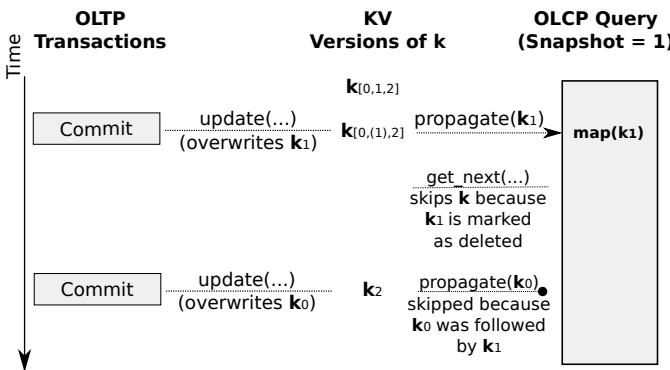 OLTP
Transactions
KV
Versions of k
OLCP Query
(Snapshot = 1)
Time
k[0,1,2]
Commit
update(...)
(overwrites k1)
k[0,(1),2]
propagate(k1)
map(k1)
get_next(...)
skips k because
k1 is marked
as deleted
Commit
update(...)
(overwrites k0)
k2
propagate(k0)
skipped because
k0 was followed
by k1